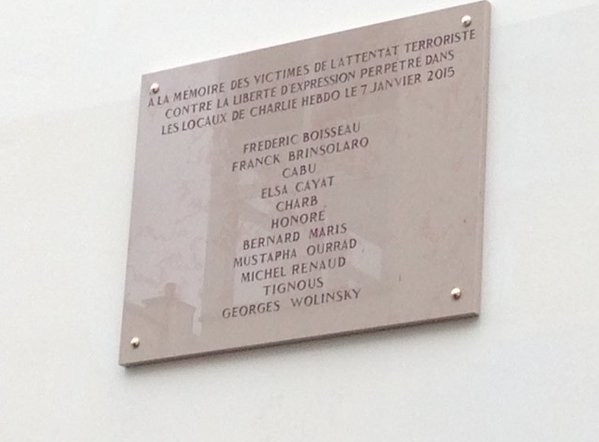 A LA MEMOIRE DES VICTIMES DE L'ATTENTAT TERRORISTE
CONTRE LA LIBERTE D'EXPRESSION PERPETRÉ DANS
LES LOCAUX DE CHARLIE HEBDO LE 7 JANVIER 2015
FREDERIC BOISSEAU
FRANCK BRINSOLARO
CABU
ELSA CAYAT
CHARB
HONORÉ
BERNARD MARIS
MUSTAPHA OURRAD
MICHEL RENAUD
TIGNOUS
GEORGES WOLINSKY